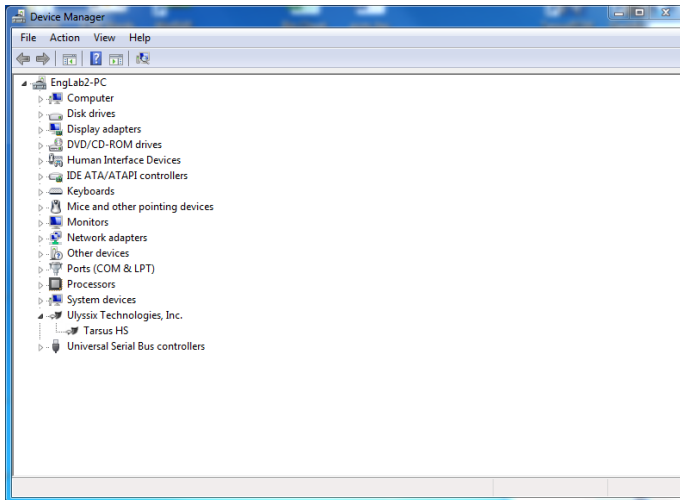 Device Manager
File Action View Help
EngLab2-PC
Computer
Disk drives
Display adapters
DVD/CD-ROM drives
Human Interface Devices
IDE ATA/ATAPI controllers
Keyboards
Mice and other pointing devices
Monitors
Network adapters
Other devices
Ports (COM & LPT)
Processors
System devices
Ulyssix Technologies, Inc.
Tarsus HS
Universal Serial Bus controllers